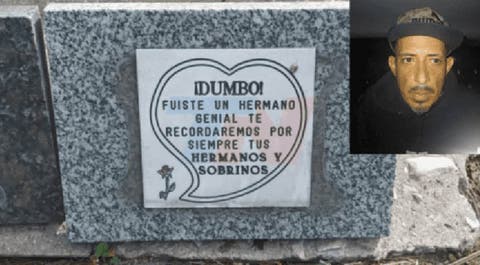 ¡DUMBO!
FUISTE UN HERMANO
GENIAL TE
RECORDAREMOS POR
SIEMPRE TUS
HERMANOS Y
SOBRINOS